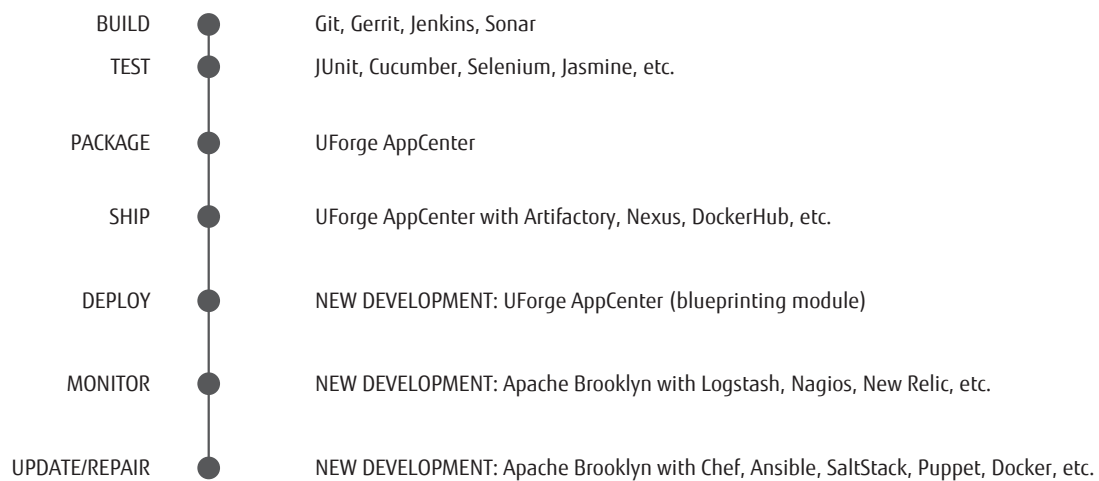 BUILD Git, Gerrit, Jenkins, Sonar
TEST JUnit, Cucumber, Selenium, Jasmine, etc.
PACKAGE UForge AppCenter
SHIP UForge AppCenter with Artifactory, Nexus, DockerHub, etc.
DEPLOY NEW DEVELOPMENT: UForge AppCenter (blueprinting module)
MONITOR NEW DEVELOPMENT: Apache Brooklyn with Logstash, Nagios, New Relic, etc.
UPDATE/REPAIR NEW DEVELOPMENT: Apache Brooklyn with Chef, Ansible, SaltStack, Puppet, Docker, etc.